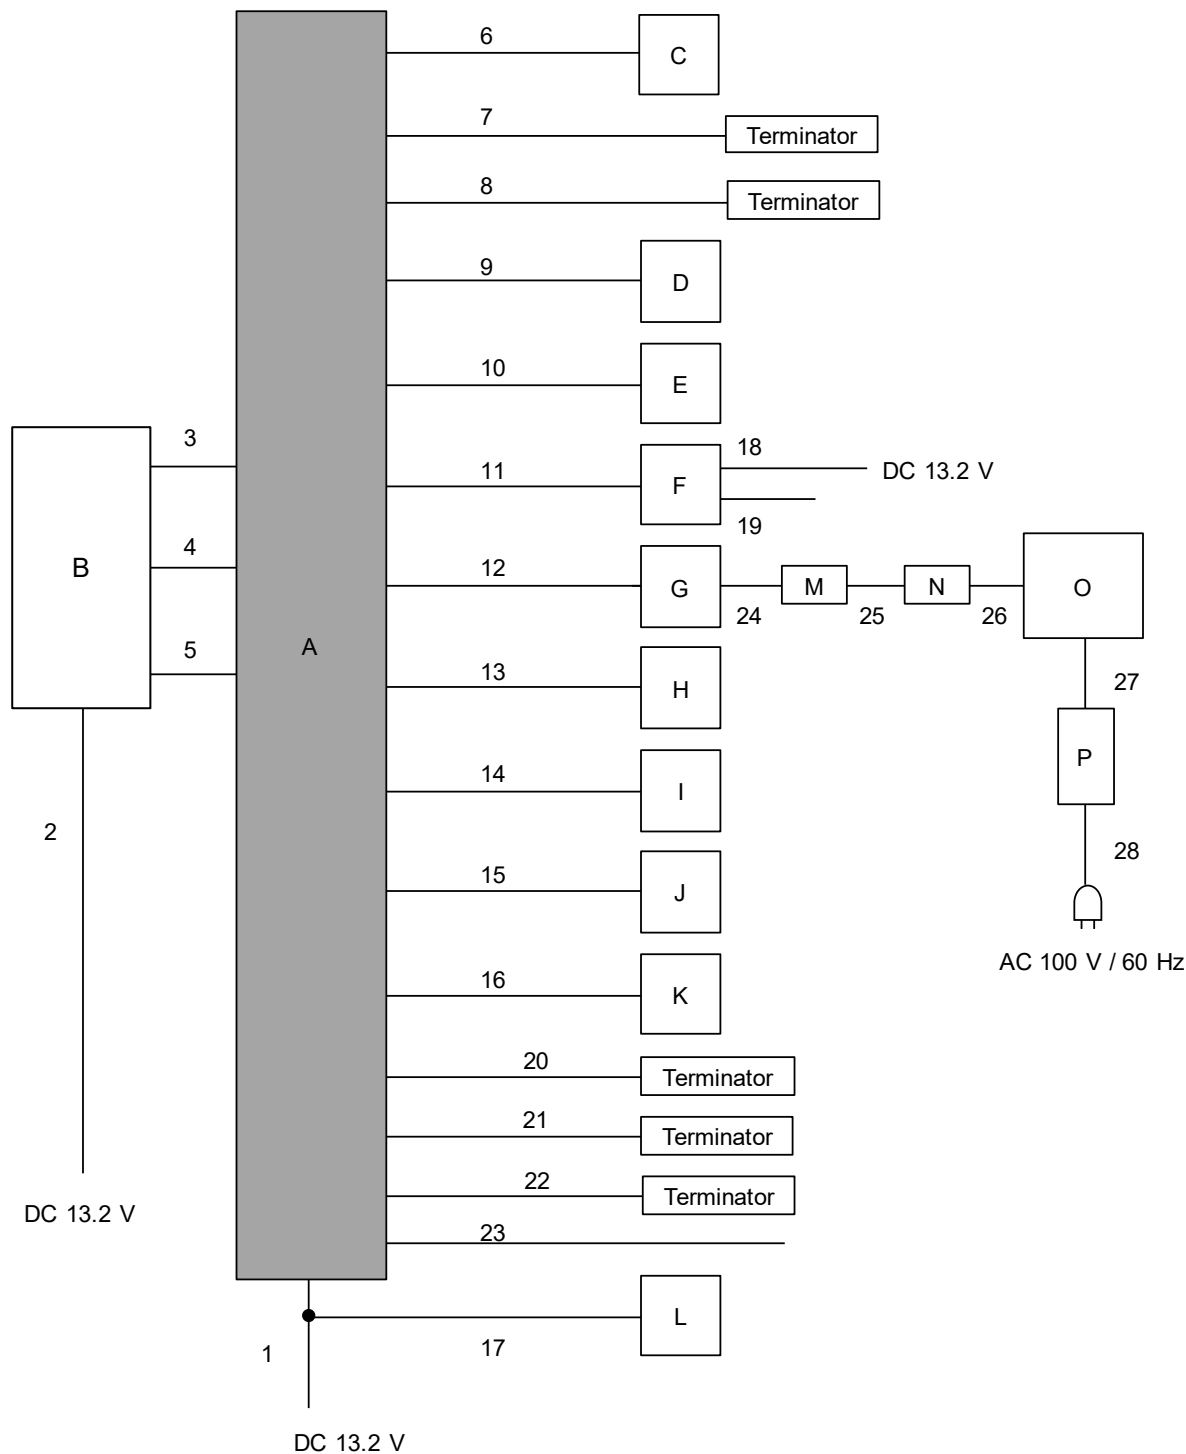 6
C
7
Terminator
8
Terminator
9
D
10
E
3
18
DC 13.2 V
11
F
19
4
B
12
G
24
M
25
N
26
O
5
A
13
H
27
P
14
I
2
28
15
J
AC 100 V / 60 Hz
16
K
20
Terminator
21
Terminator
22
Terminator
DC 13.2 V
23
L
1
17
DC 13.2 V